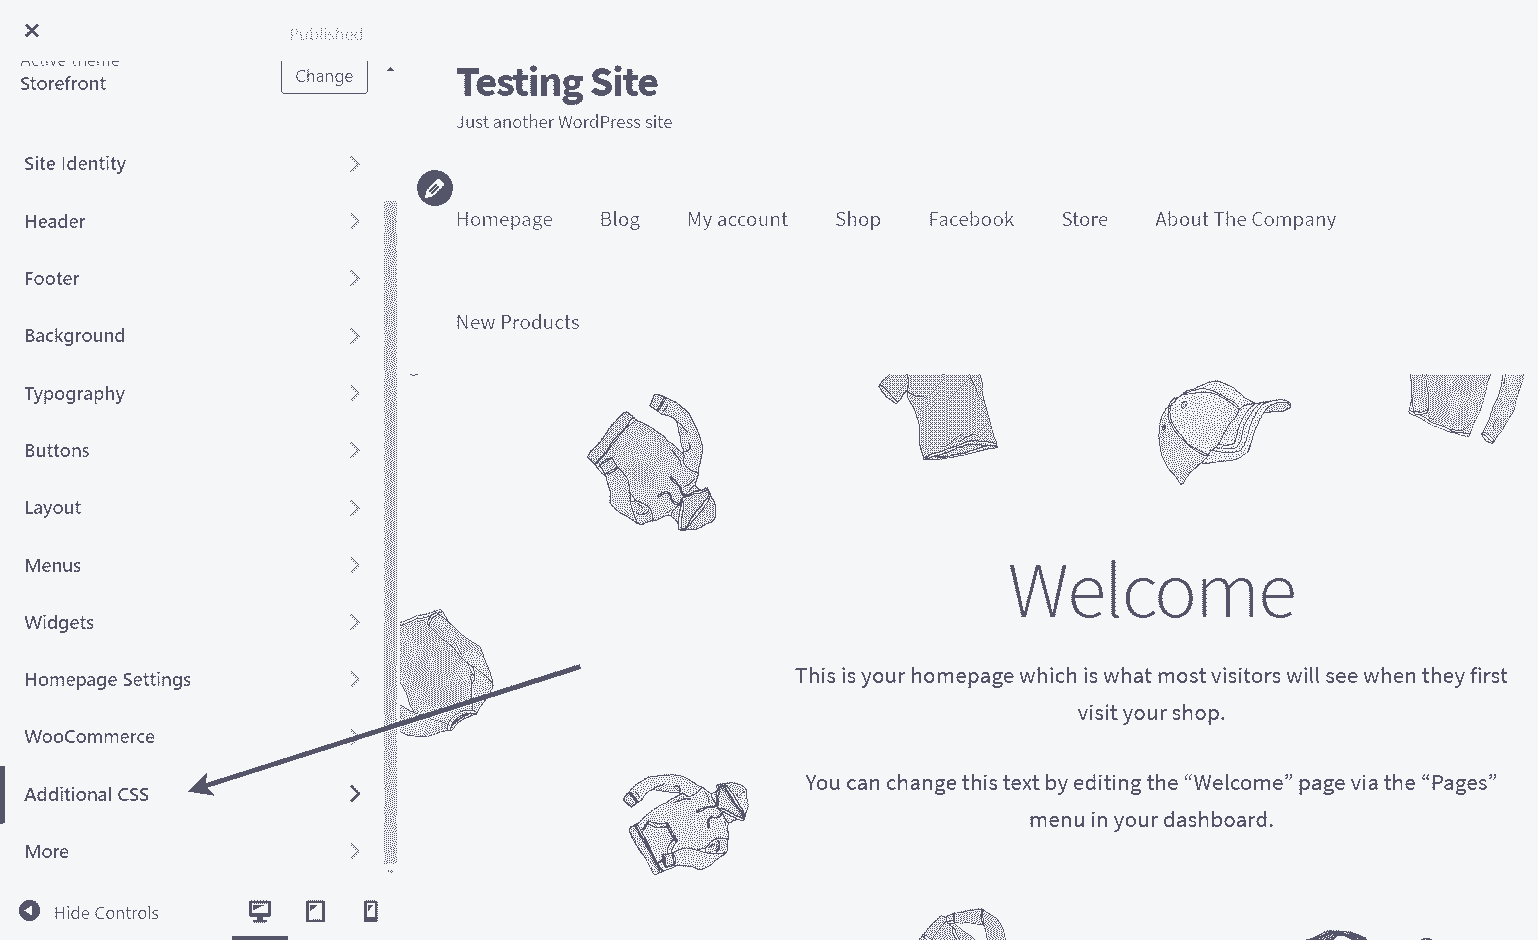 Published
Active theme
Storefront
Change
Site Identity
Header
Footer
Background
Typography
Buttons
Layout
Menus
Widgets
Homepage Settings
WooCommerce
Additional CSS
More
Hide Controls
Testing Site
Just another WordPress site
Homepage Blog My account Shop Facebook Store About The Company
New Products
Welcome
This is your homepage which is what most visitors will see when they first
visit your shop.
You can change this text by editing the “Welcome” page via the “Pages”
menu in your dashboard.